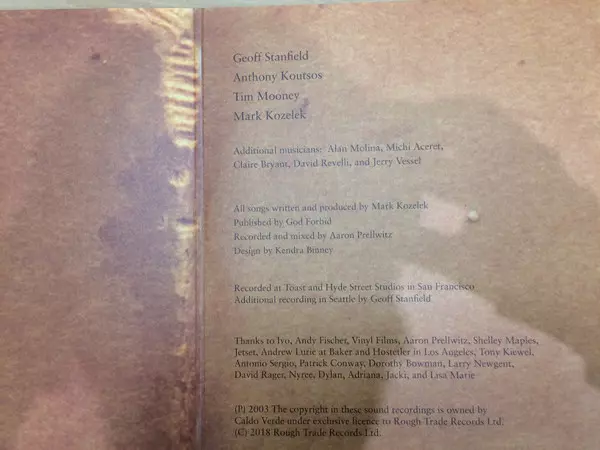 Geoff Stanfield
Anthony Koutsos
Tim Mooney
Mark Kozelek
Additional musicians: Alan Molina, Michi Aceret,
Claire Bryant, David Revelli, and Jerry Vessel
All songs written and produced by Mark Kozelek
Published by God Forbid
Recorded and mixed by Aaron Prellwitz
Design by Kendra Binney
Recorded at Toast and Hyde Street Studios in San Francisco
Additional recording in Seattle by Geoff Stanfield
Thanks to Ivo, Andy Fischer, Vinyl Films, Aaron Prellwitz, Shelley Maples,
Jetset, Andrew Luric at Baker and Hostetler in Los Angeles, Tony Kiewel,
Antonio Sergio, Patrick Conway, Dorothy Bowman, Larry Newgent,
David Rager, Nyree, Dylan, Adriana, Jacki, and Lisa Marie
(P) 2003 The copyright in these sound recordings is owned by
Caldo Verde under exclusive licence to Rough Trade Records Ltd.
(C) 2018 Rough Trade Records Ltd.